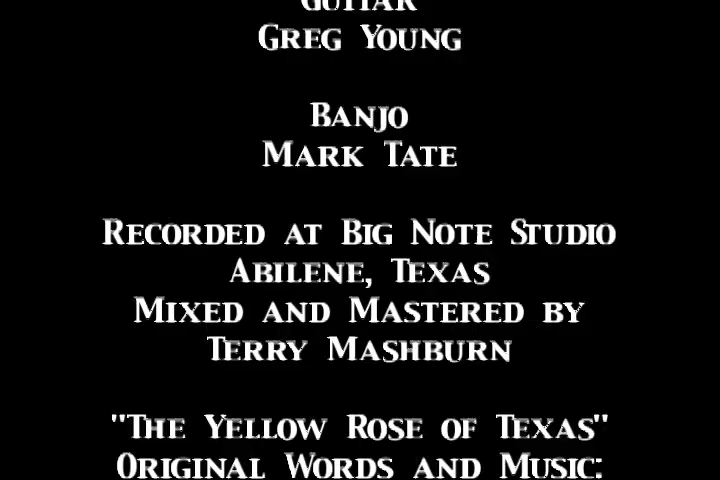 Guitar
Greg Young
Banjo
Mark Tate
Recorded at Big Note Studio
Abilene, Texas
Mixed and Mastered by
Terry Mashburn
"The Yellow Rose of Texas"
Original Words and Music: